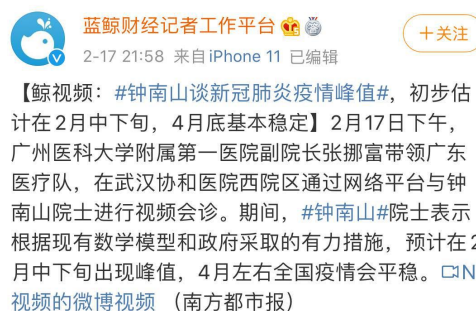 蓝鲸财经记者工作平台
+关注
2-17 21:58 来自iPhone 11 已编辑
【鲸视频：#钟南山谈新冠肺炎疫情峰值#，初步估
计在2月中下旬，4月底基本稳定】2月17日下午，
广州医科大学附属第一医院副院长张挪富带领广东
医疗队，在武汉协和医院西院区通过网络平台与钟
南山院士进行视频会诊。期间，#钟南山#院士表示
根据现有数学模型和政府采取的有力措施，预计在2
月中下旬出现峰值，4月左右全国疫情会平稳。N
视频的微博视频 （南方都市报）